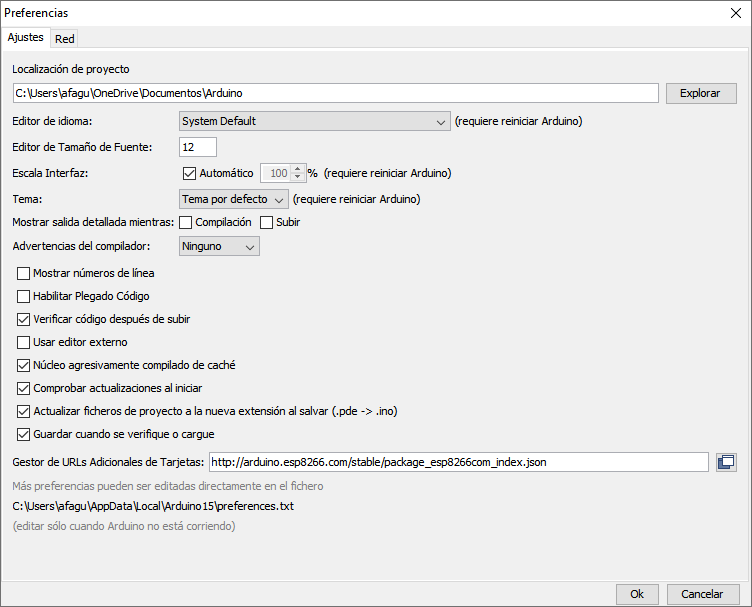 Preferencias
Ajustes Red
Localización de proyecto
C:\Users\afagu\OneDrive\Documentos\Arduino Explorar
Editor de idioma: System Default (requiere reiniciar Arduino)
Editor de Tamaño de Fuente: 12
Escala Interfaz: Automático 100 % (requiere reiniciar Arduino)
Tema: Tema por defecto (requiere reiniciar Arduino)
Mostrar salida detallada mientras: Compilación Subir
Advertencias del compilador: Ninguno
Mostrar números de línea
Habilitar Plegado Código
Verificar código después de subir
Usar editor externo
Núcleo agresivamente compilado de caché
Comprobar actualizaciones al iniciar
Actualizar ficheros de proyecto a la nueva extensión al salvar (.pde -> .ino)
Guardar cuando se verifique o cargue
Gestor de URLs Adicionales de Tarjetas: http://arduino.esp8266.com/stable/package_esp8266com_index.json
Más preferencias pueden ser editadas directamente en el fichero
C:\Users\afagu\AppData\Local\Arduino15\preferences.txt
(editar sólo cuando Arduino no está corriendo)
Ok Cancelar